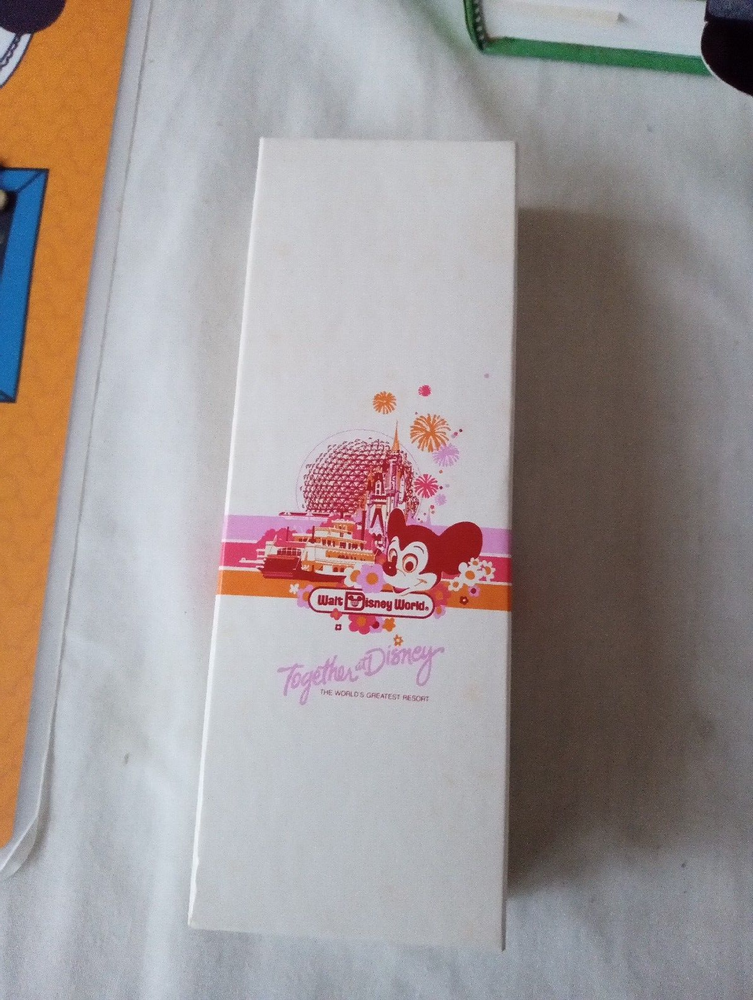 Walt Disney World®
Together at Disney
THE WORLD'S GREATEST RESORT